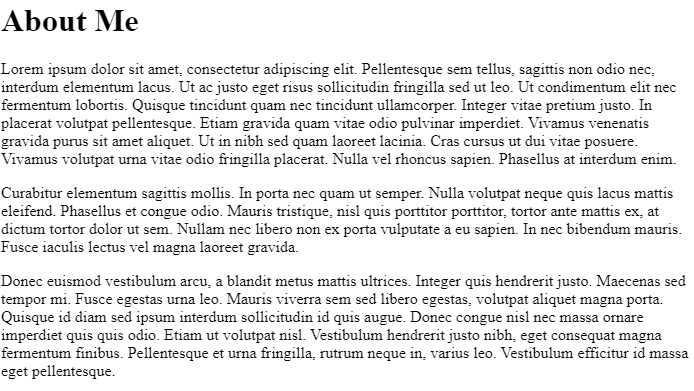 About Me
Lorem ipsum dolor sit amet, consectetur adipiscing elit. Pellentesque sem tellus, sagittis non odio nec,
interdum elementum lacus. Ut ac justo eget risus sollicitudin fringilla sed ut leo. Ut condimentum elit nec
fermentum lobortis. Quisque tincidunt quam nec tincidunt ullamcorper. Integer vitae pretium justo. In
placerat volutpat pellentesque. Etiam gravida quam vitae odio pulvinar imperdiet. Vivamus venenatis
gravida purus sit amet aliquet. Ut in nibh sed quam laoreet lacinia. Cras cursus ut dui vitae posuere.
Vivamus volutpat urna vitae odio fringilla placerat. Nulla vel rhoncus sapien. Phasellus at interdum enim.
Curabitur elementum sagittis mollis. In porta nec quam ut semper. Nulla volutpat neque quis lacus mattis
eleifend. Phasellus et congue odio. Mauris tristique, nisl quis porttitor porttitor, tortor ante mattis ex, at
dictum tortor dolor ut sem. Nullam nec libero non ex porta vulputate a eu sapien. In nec bibendum mauris.
Fusce iaculis lectus vel magna laoreet gravida.
Donec euismod vestibulum arcu, a blandit metus mattis ultrices. Integer quis hendrerit justo. Maecenas sed
tempor mi. Fusce egestas urna leo. Mauris viverra sem sed libero egestas, volutpat aliquet magna porta.
Quisque id diam sed ipsum interdum sollicitudin id quis augue. Donec congue nisl nec massa ornare
imperdiet quis quis odio. Etiam ut volutpat nisl. Vestibulum hendrerit justo nibh, eget consequat magna
fermentum finibus. Pellentesque et urna fringilla, rutrum neque in, varius leo. Vestibulum efficitur id massa
eget pellentesque.